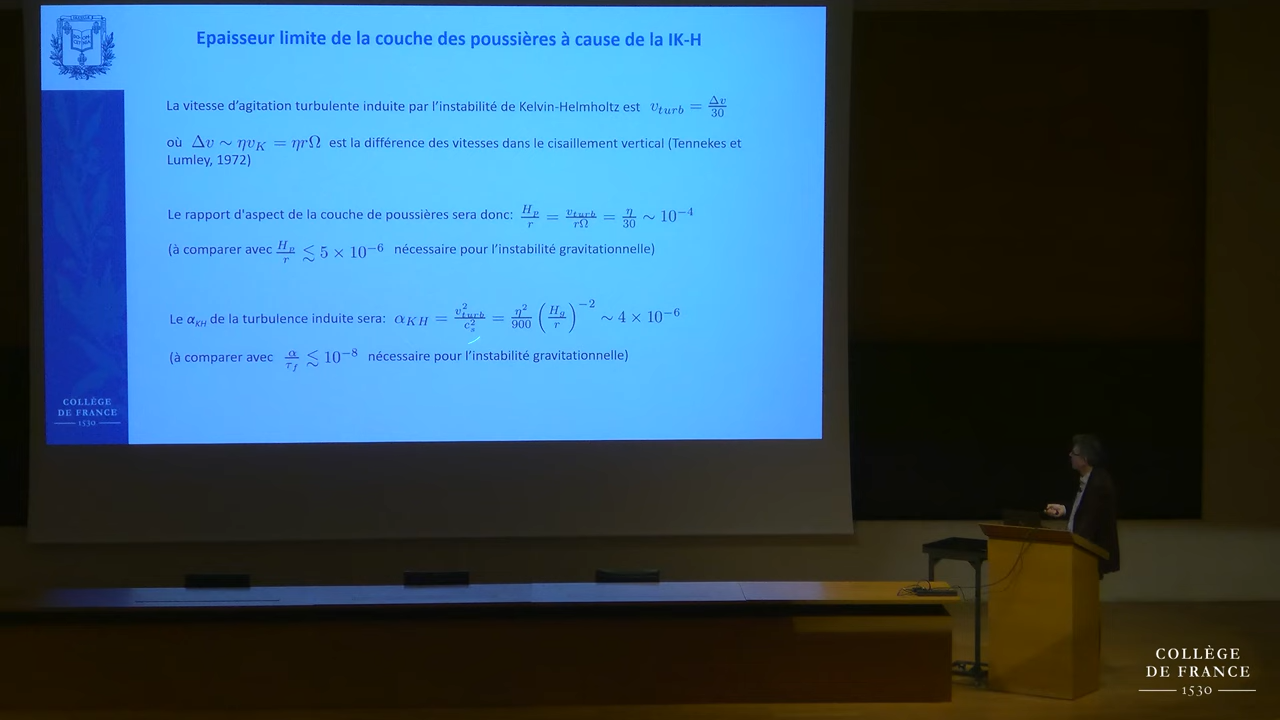 Epaisseur limite de la couche des poussières à cause de la IK-H
La vitesse d'agitation turbulente induite par l'instabilité de Kelvin-Helmholtz est $v_{turb} = \frac{\Delta v}{30}$
où $\Delta v \sim \eta v_K = \eta r \Omega$ est la différence des vitesses dans le cisaillement vertical (Tennekes et
Lumley, 1972)
Le rapport d'aspect de la couche de poussières sera donc: $\frac{H_p}{r} = \frac{v_{turb}}{r\Omega} = \frac{\eta}{30} \sim 10^{-4}$
(à comparer avec $\frac{H_p}{r} \lesssim 5 \times 10^{-6}$ nécessaire pour l'instabilité gravitationnelle)
Le $\alpha_{KH}$ de la turbulence induite sera: $\alpha_{KH} = \frac{v_{turb}^2}{c_s^2} = \frac{\eta^2}{900} \left(\frac{H_g}{r}\right)^{-2} \sim 4 \times 10^{-6}$
(à comparer avec $\frac{\alpha}{\tau_f} \lesssim 10^{-8}$ nécessaire pour l'instabilité gravitationnelle)
COLLÈGE
DE FRANCE
1530
COLLÈGE
DE FRANCE
1530